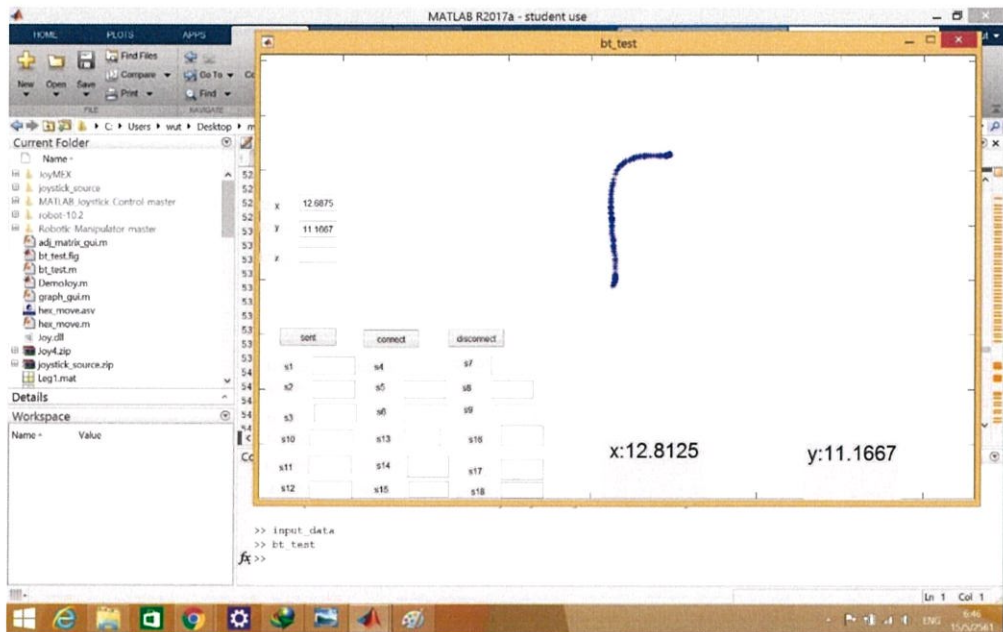 MATLAB R2017a - student use
HOME PLOTS APPS
bt_test
Find Files
Compare
Go To
New Open Save
Print
Find
FILE
NAVIGATE
C: Users wut Desktop
Current Folder
Name
JoyMEX
joystick_source
MATLAB Joystick Control master
robot-10.2
Robotic Manipulator master
adj_matrix_gui.m
bt_test.fig
bt_test.m
DemoJoy.m
graph_gui.m
hex_move.asv
hex_move.m
Joy.dll
Joy4.zip
joystick_source.zip
Leg1.mat
Details
Workspace
Name Value
x 12.6875
y 11.1667
x
sent connect disconnect
s1 s4 s7
s2 s5 s8
s3 s6 s9
s10 s13 s16
s11 s14 s17
s12 s15 s18
x:12.8125 y:11.1667
>> input_data
>> bt_test
fx >>
Ln 1 Col 1
ENG
6:46
15/5/2561